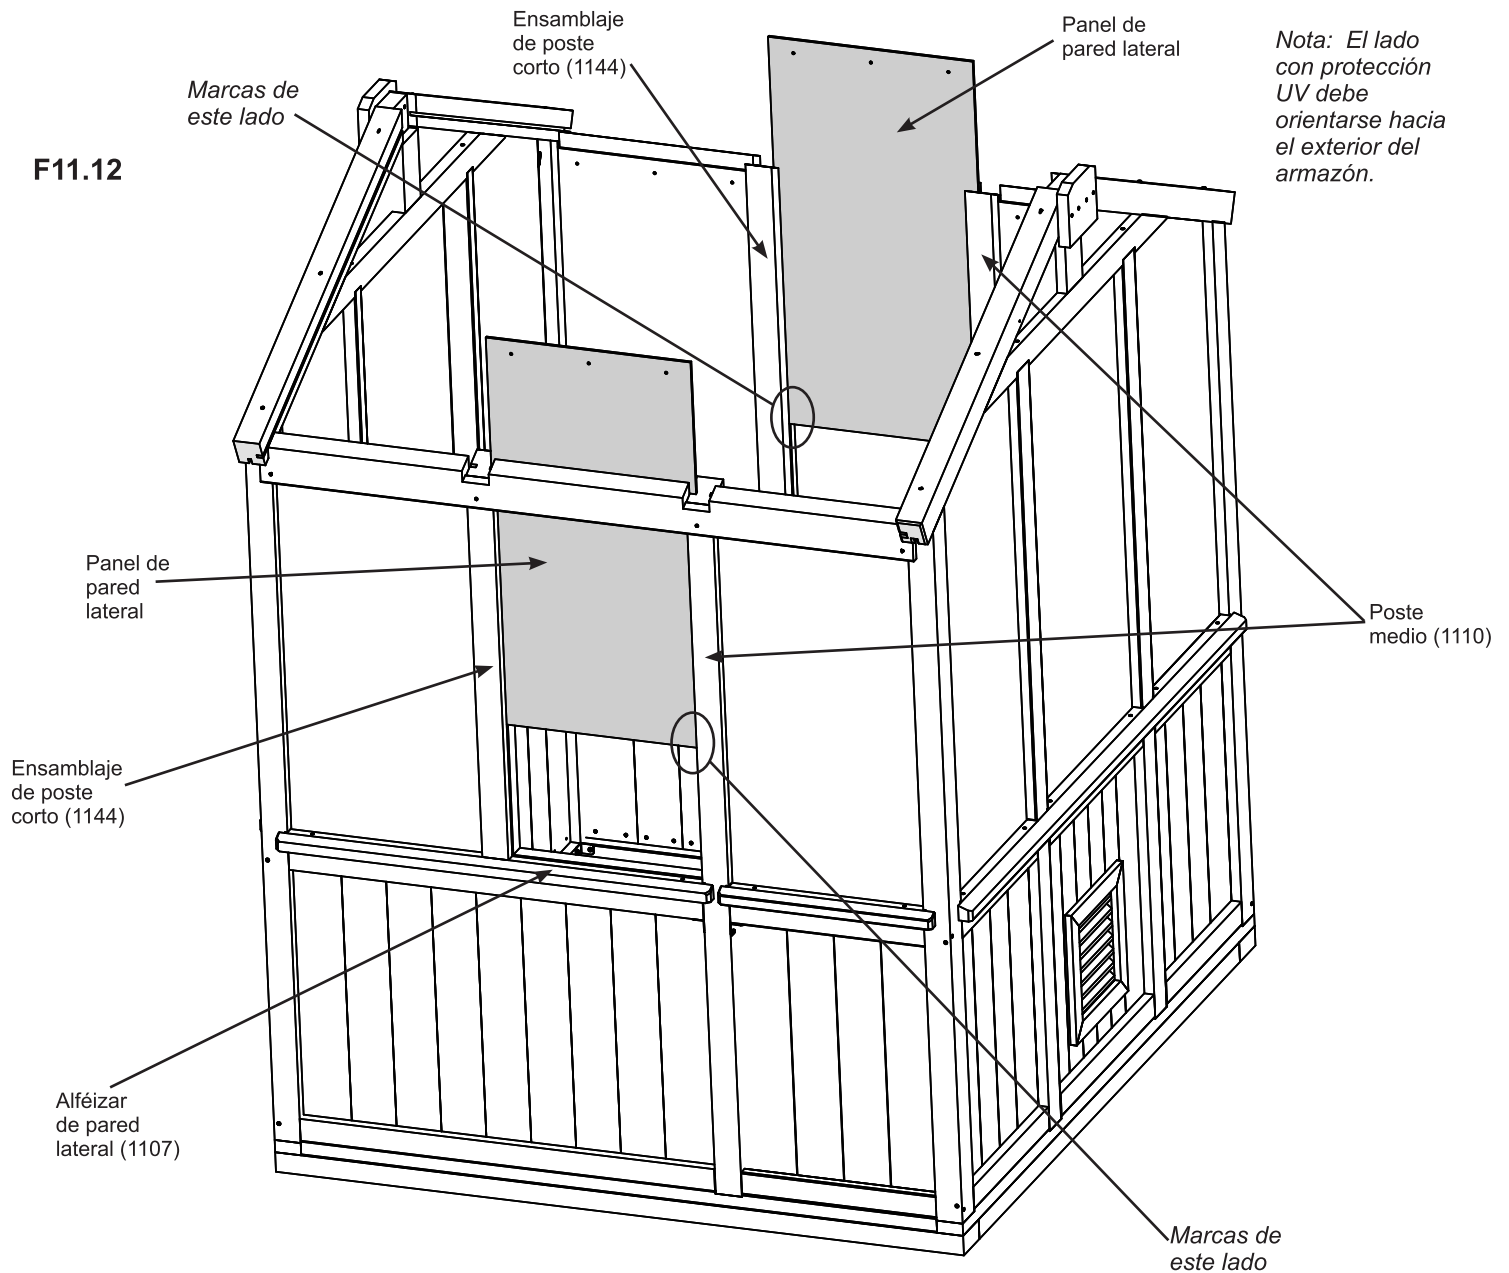 Ensamblaje
de poste
corto (1144)
Panel de
pared lateral
Nota:  El lado
con protección
UV debe
orientarse hacia
el exterior del
armazón.
Marcas de
este lado
F11.12
Panel de
pared
lateral
Poste
medio (1110)
Ensamblaje
de poste
corto (1144)
Alféizar
de pared
lateral (1107)
Marcas de
este lado